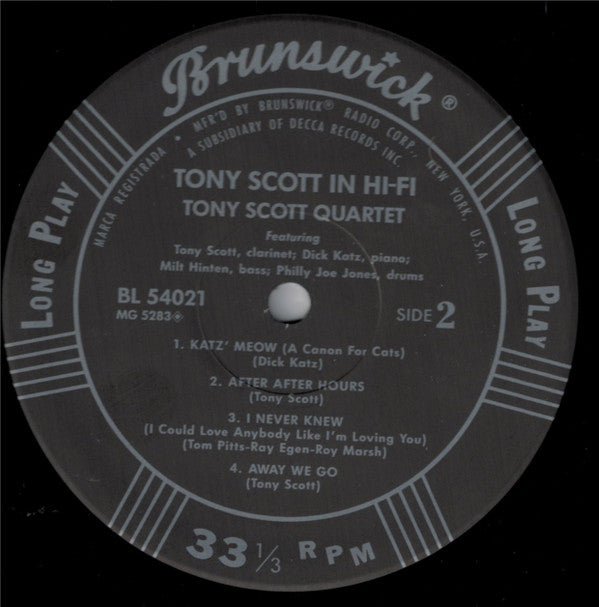 Brunswick®
MARCA REGISTRADA • MFR'D BY BRUNSWICK® RADIO CORP., NEW YORK, U.S.A.
A SUBSIDIARY OF DECCA RECORDS INC.
TONY SCOTT IN HI-FI
TONY SCOTT QUARTET
Featuring
Tony Scott, clarinet; Dick Katz, piano;
Milt Hinten, bass; Philly Joe Jones, drums
LONG PLAY
LONG PLAY
BL 54021
MG 5283
SIDE 2
1. KATZ' MEOW (A Canon For Cats)
(Dick Katz)
2. AFTER AFTER HOURS
(Tony Scott)
3. I NEVER KNEW
(I Could Love Anybody Like I'm Loving You)
(Tom Pitts-Ray Egen-Roy Marsh)
4. AWAY WE GO
(Tony Scott)
33 1/3 RPM